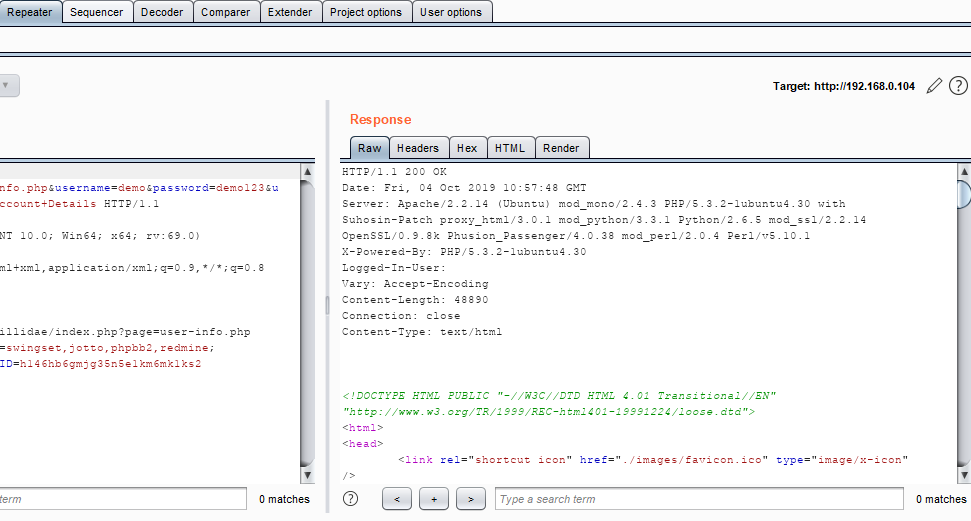 Repeater Sequencer Decoder Comparer Extender Project options User options
Target: http://192.168.0.104
Response
Raw Headers Hex HTML Render
nfo.php&username=demo&password=demo123&u
ccount+Details HTTP/1.1
NT 10.0; Win64; x64; rv:69.0)
ml+xml,application/xml;q=0.9,*/*;q=0.8
illidae/index.php?page=user-info.php
=swingset,jotto,phpbb2,redmine;
ID=h146hb6gmjg35n5e1km6mk1ks2
HTTP/1.1 200 OK
Date: Fri, 04 Oct 2019 10:57:48 GMT
Server: Apache/2.2.14 (Ubuntu) mod_mono/2.4.3 PHP/5.3.2-1ubuntu4.30 with
Suhosin-Patch proxy_html/3.0.1 mod_python/3.3.1 Python/2.6.5 mod_ssl/2.2.14
OpenSSL/0.9.8k Phusion_Passenger/4.0.38 mod_perl/2.0.4 Perl/v5.10.1
X-Powered-By: PHP/5.3.2-1ubuntu4.30
Logged-In-User:
Vary: Accept-Encoding
Content-Length: 48890
Connection: close
Content-Type: text/html
<!DOCTYPE HTML PUBLIC "-//W3C//DTD HTML 4.01 Transitional//EN"
"http://www.w3.org/TR/1999/REC-html401-19991224/loose.dtd">
<html>
<head>
<link rel="shortcut icon" href="./images/favicon.ico" type="image/x-icon"
/>
term 0 matches
? < + > Type a search term 0 matches